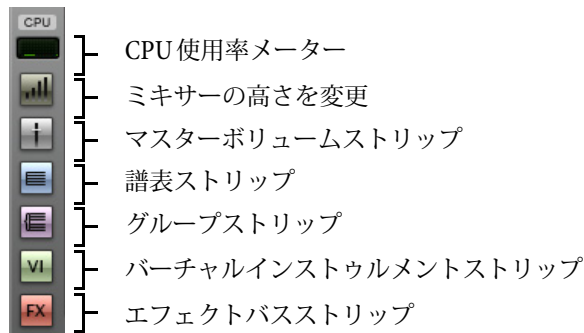 CPU
CPU 使用率メーター
ミキサーの高さを変更
マスターボリュームストリップ
譜表ストリップ
グループストリップ
VI
バーチャルインストゥルメントストリップ
FX
エフェクトバスストリップ